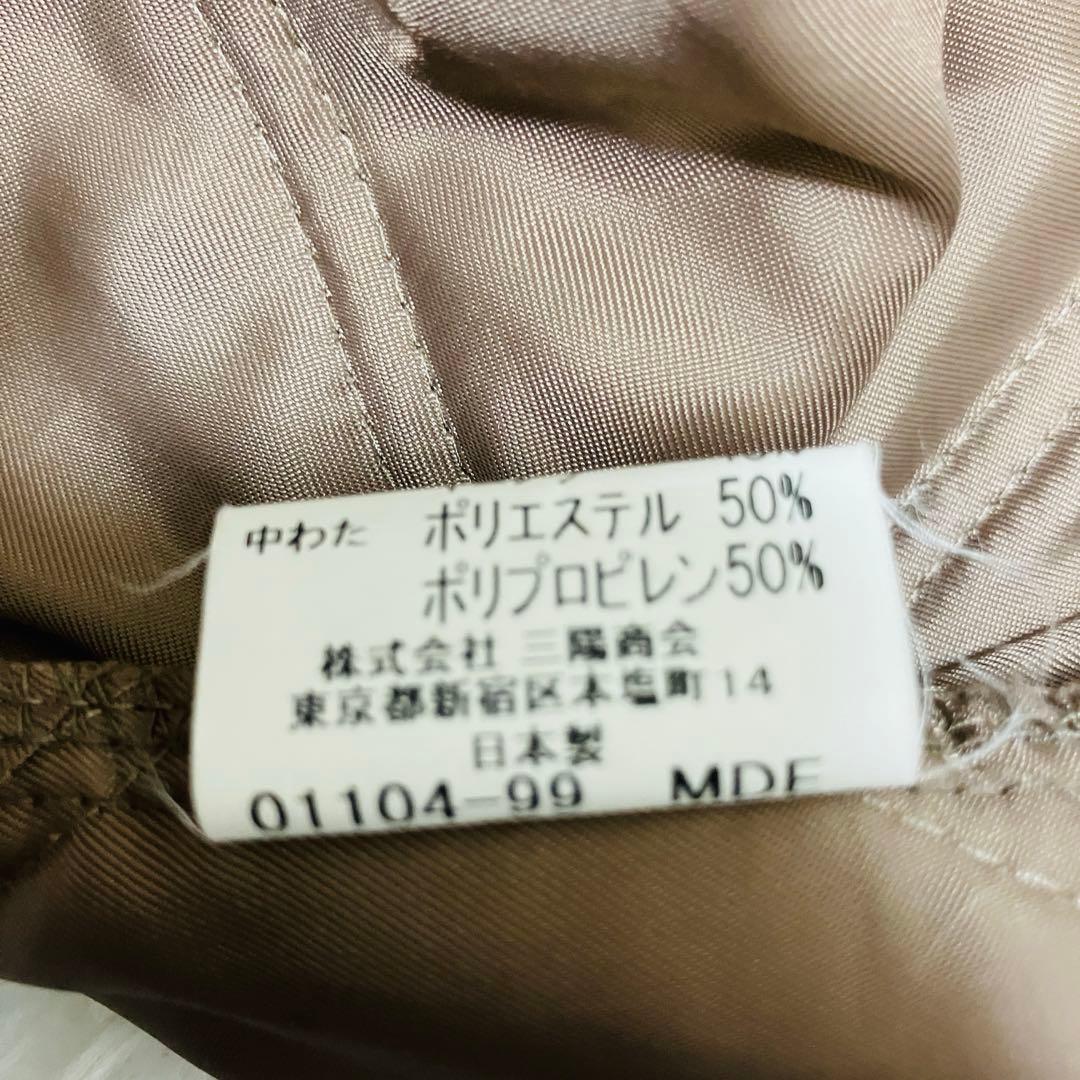 中わた ポリエステル 50%
ポリプロピレン50%
株式会社 三陽商会
東京都新宿区本塩町14
日本製
01104-99 MDF